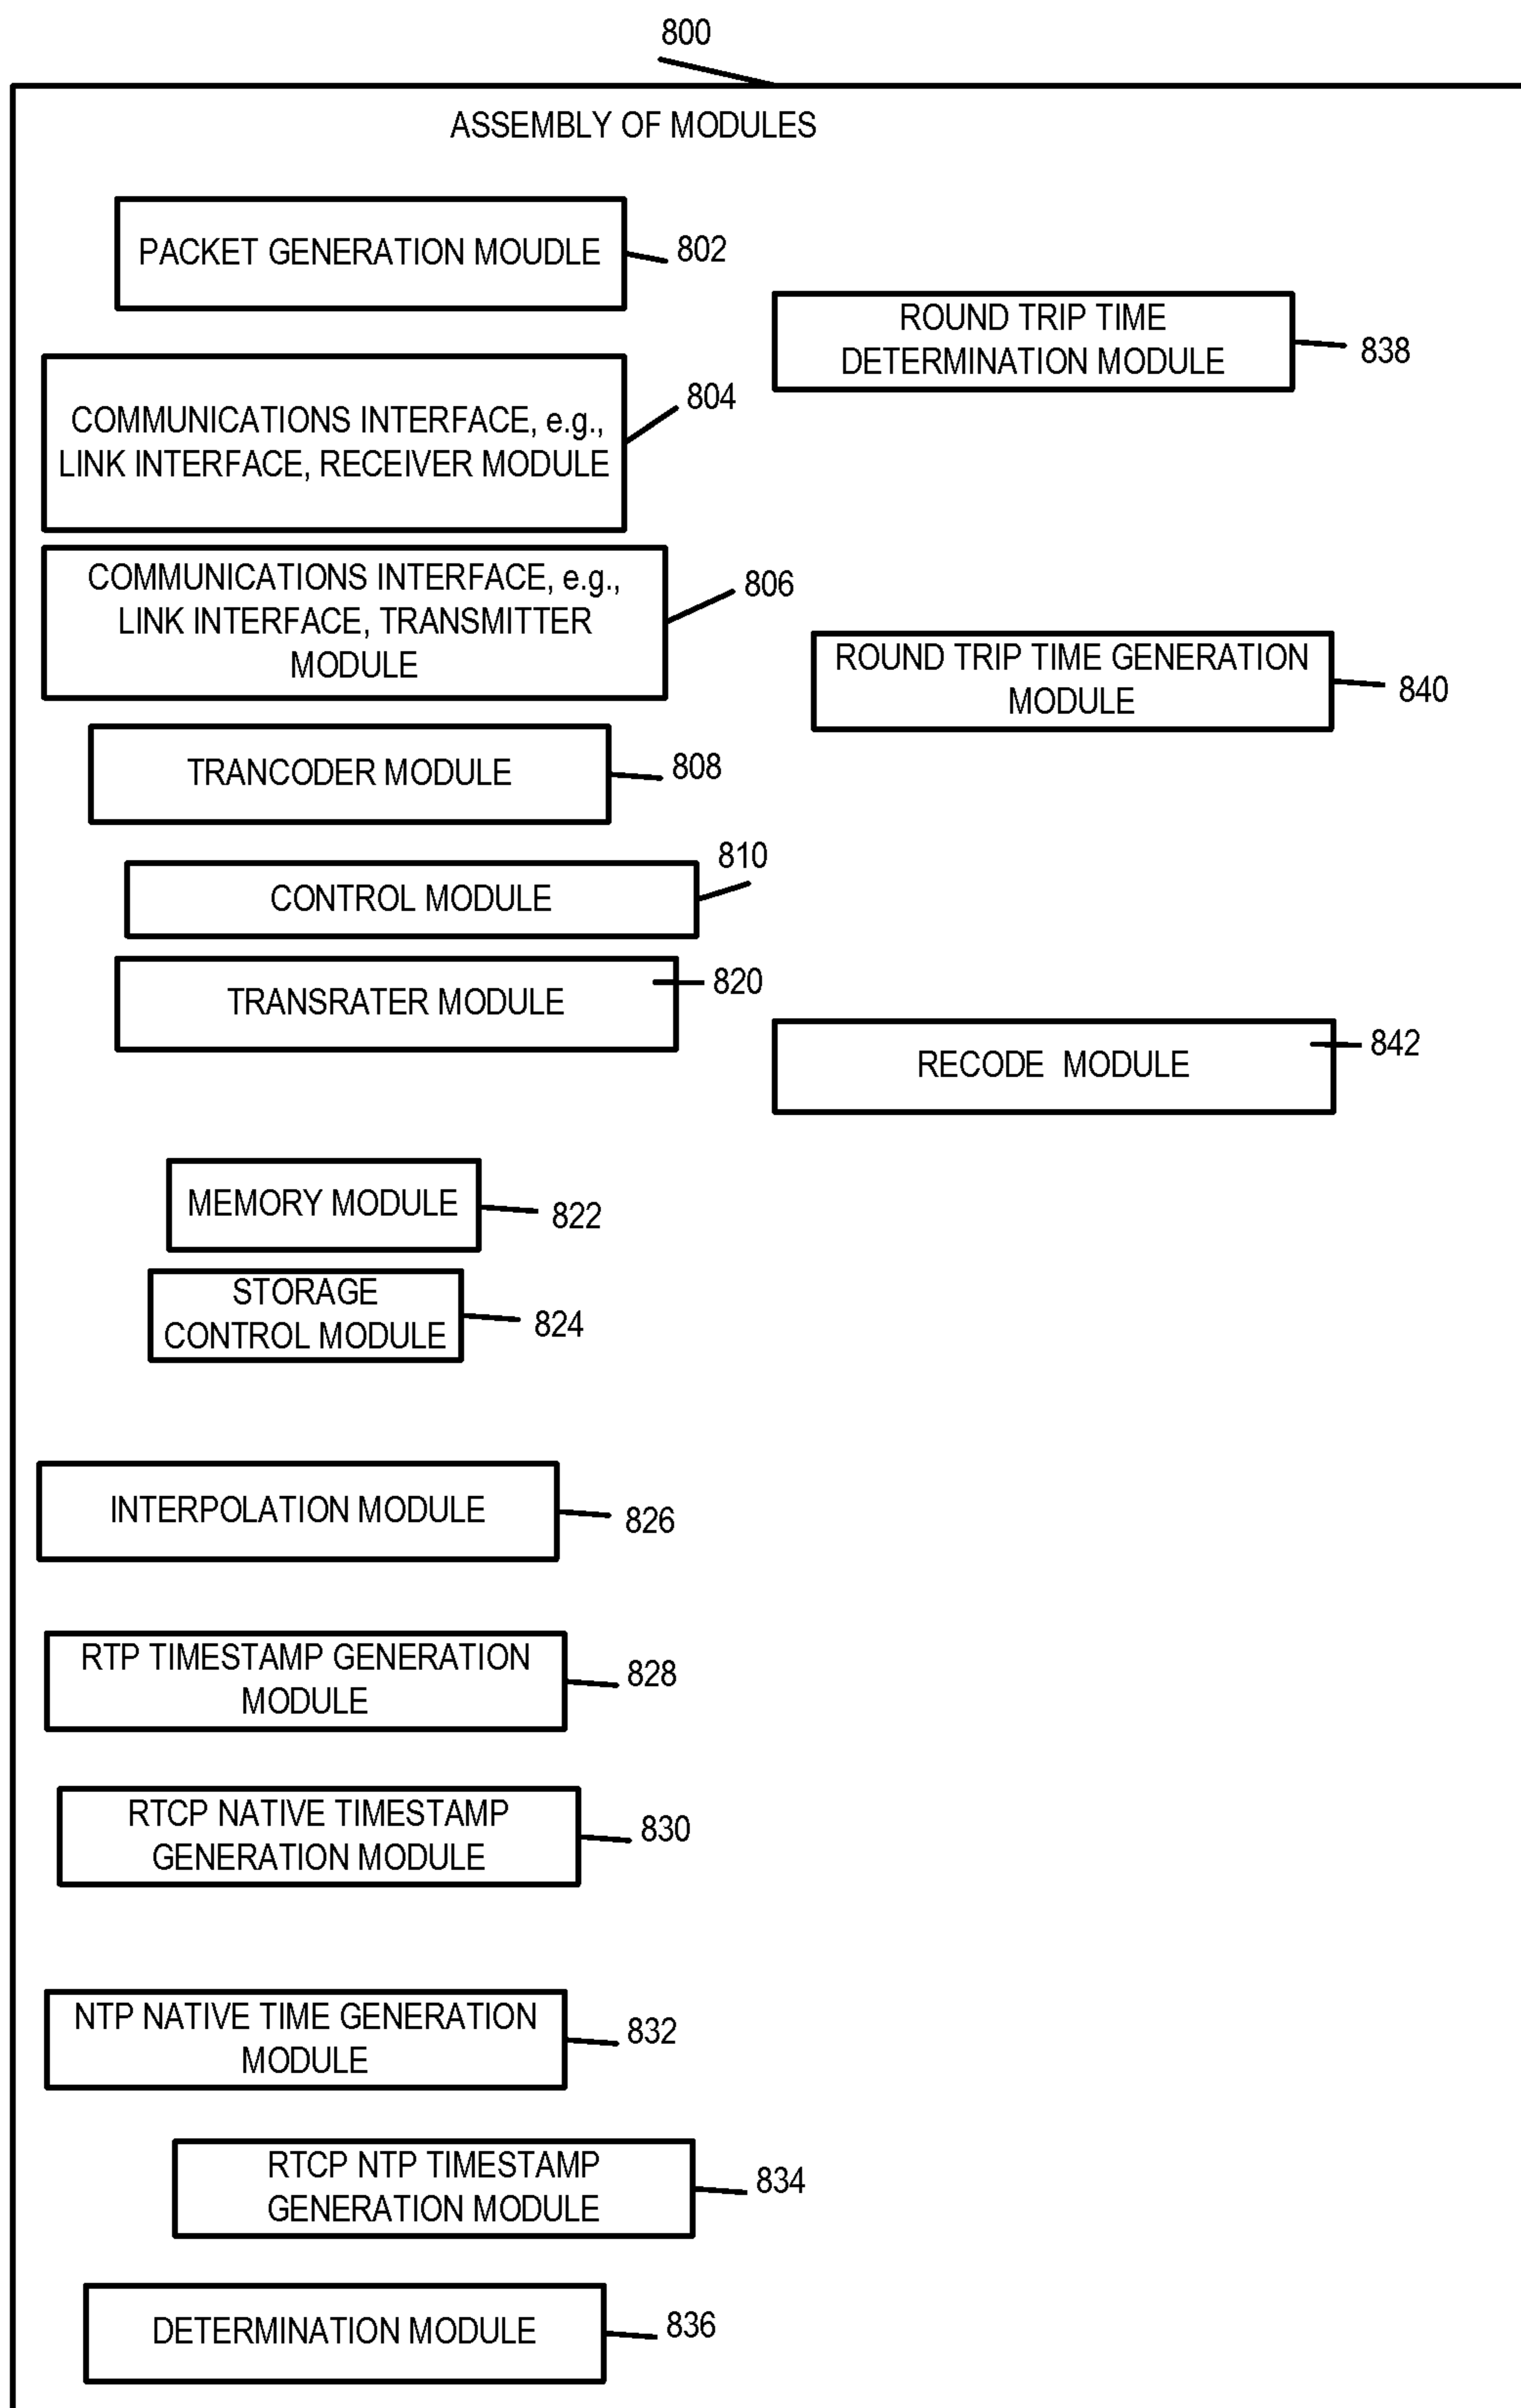 800
ASSEMBLY OF MODULES
PACKET GENERATION MOUDLE
802
ROUND TRIP TIME
DETERMINATION MODULE
838
COMMUNICATIONS INTERFACE, e.g.,
LINK INTERFACE, RECEIVER MODULE
804
COMMUNICATIONS INTERFACE, e.g.,
LINK INTERFACE, TRANSMITTER
MODULE
806
ROUND TRIP TIME GENERATION
MODULE
840
TRANCODER MODULE
808
CONTROL MODULE
810
TRANSRATER MODULE
820
RECODE MODULE
842
MEMORY MODULE
822
STORAGE
CONTROL MODULE
824
INTERPOLATION MODULE
826
RTP TIMESTAMP GENERATION
MODULE
828
RTCP NATIVE TIMESTAMP
GENERATION MODULE
830
NTP NATIVE TIME GENERATION
MODULE
832
RTCP NTP TIMESTAMP
GENERATION MODULE
834
DETERMINATION MODULE
836